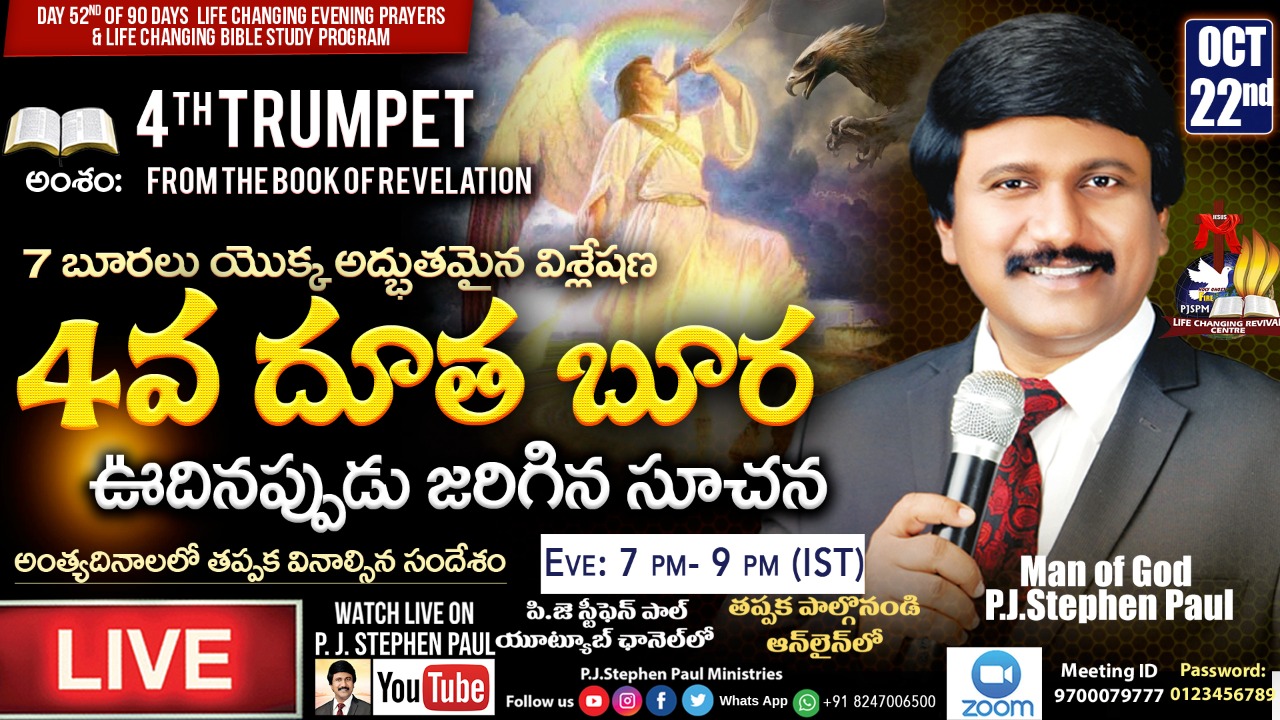 DAY 52ND OF 90 DAYS LIFE CHANGING EVENING PRAYERS
& LIFE CHANGING BIBLE STUDY PROGRAM
OCT
22nd
4TH TRUMPET
అంశం: FROM THE BOOK OF REVELATION
JESUS
HOLY GHOST
FIRE
PJSPM
LIFE CHANGING REVIVAL
CENTRE
7 బూరలు యొక్క అద్భుతమైన విశ్లేషణ
4వ దూత బూర
ఊదినప్పుడు జరిగిన సూచన
అంత్యదినాలలో తప్పక వినాల్సిన సందేశం
EVE: 7 PM- 9 PM (IST)
Man of God
P.J.Stephen Paul
LIVE
WATCH LIVE ON
P. J. STEPHEN PAUL
YouTube
పి.జె స్టీఫెన్ పాల్
యూట్యూబ్ ఛానెల్‌లో
తప్పక పాల్గొనండి
ఆన్‌లైన్‌లో
P.J.Stephen Paul Ministries
Follow us Whats App +91 8247006500
zoom
Meeting ID
9700079777
Password:
0123456789